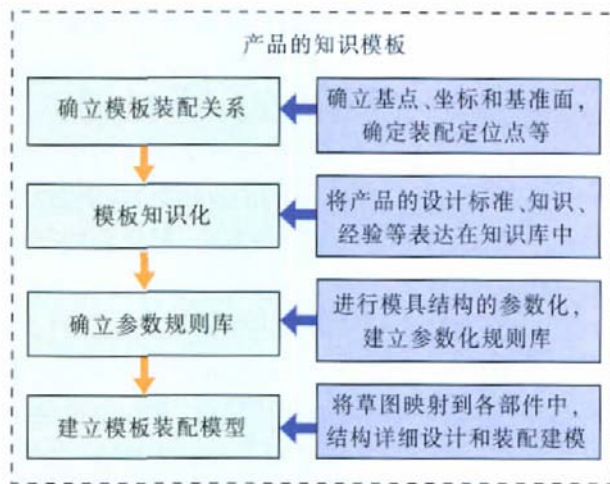 产品的知识模板
确立模板装配关系
确立基点、坐标和基准面，
确定装配定位点等
模板知识化
将产品的设计标准、知识、
经验等表达在知识库中
确立参数规则库
进行模具结构的参数化，
建立参数化规则库
建立模板装配模型
将草图映射到各部件中，
结构详细设计和装配建模